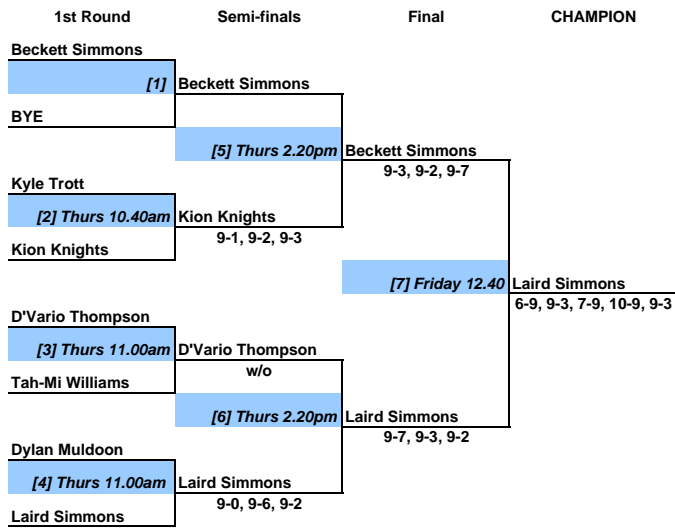 1st Round Semi-finals Final CHAMPION
Beckett Simmons
[1] Beckett Simmons
BYE
[5] Thurs 2.20pm Beckett Simmons
9-3, 9-2, 9-7
Kyle Trott
[2] Thurs 10.40am Kion Knights
9-1, 9-2, 9-3
Kion Knights
[7] Friday 12.40 Laird Simmons
6-9, 9-3, 7-9, 10-9, 9-3
D'Vario Thompson
[3] Thurs 11.00am D'Vario Thompson
w/o
Tah-Mi Williams
[6] Thurs 2.20pm Laird Simmons
9-7, 9-3, 9-2
Dylan Muldoon
[4] Thurs 11.00am Laird Simmons
9-0, 9-6, 9-2
Laird Simmons